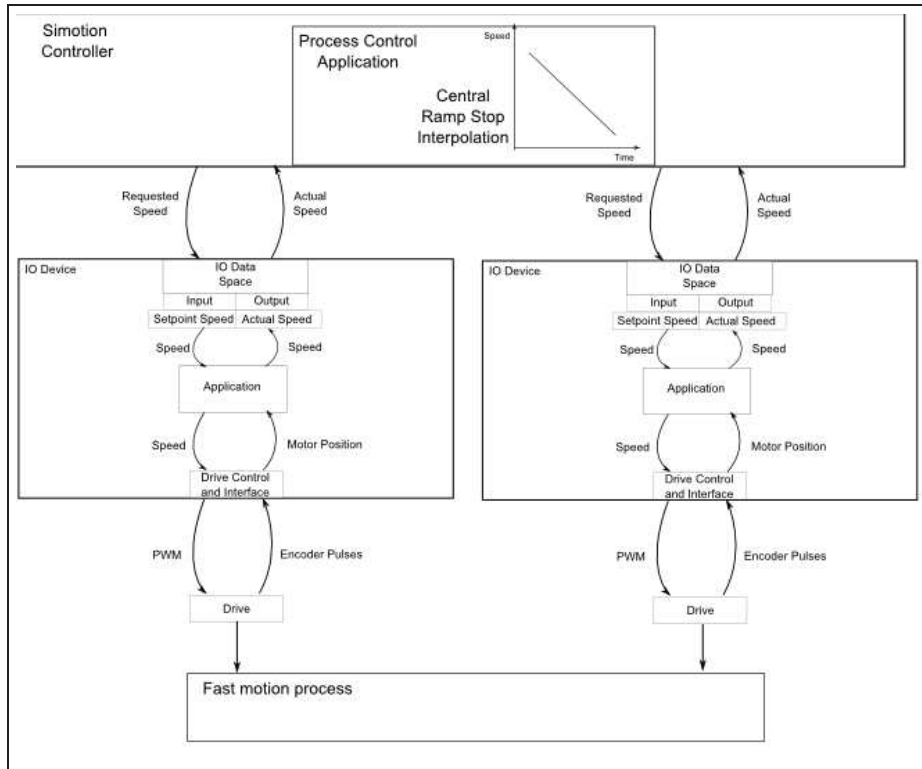 Simotion
Controller
Process Control
Application
Speed
Central
Ramp Stop
Interpolation
Time
Requested
Speed
Actual
Speed
Requested
Speed
Actual
Speed
IO Device
IO Data
Space
Input
Output
Setpoint Speed
Actual Speed
Speed
Speed
Application
Speed
Motor Position
Drive Control
and Interface
PWM
Encoder Pulses
Drive
IO Device
IO Data
Space
Input
Output
Setpoint Speed
Actual Speed
Speed
Speed
Application
Speed
Motor Position
Drive Control
and Interface
PWM
Encoder Pulses
Drive
Fast motion process